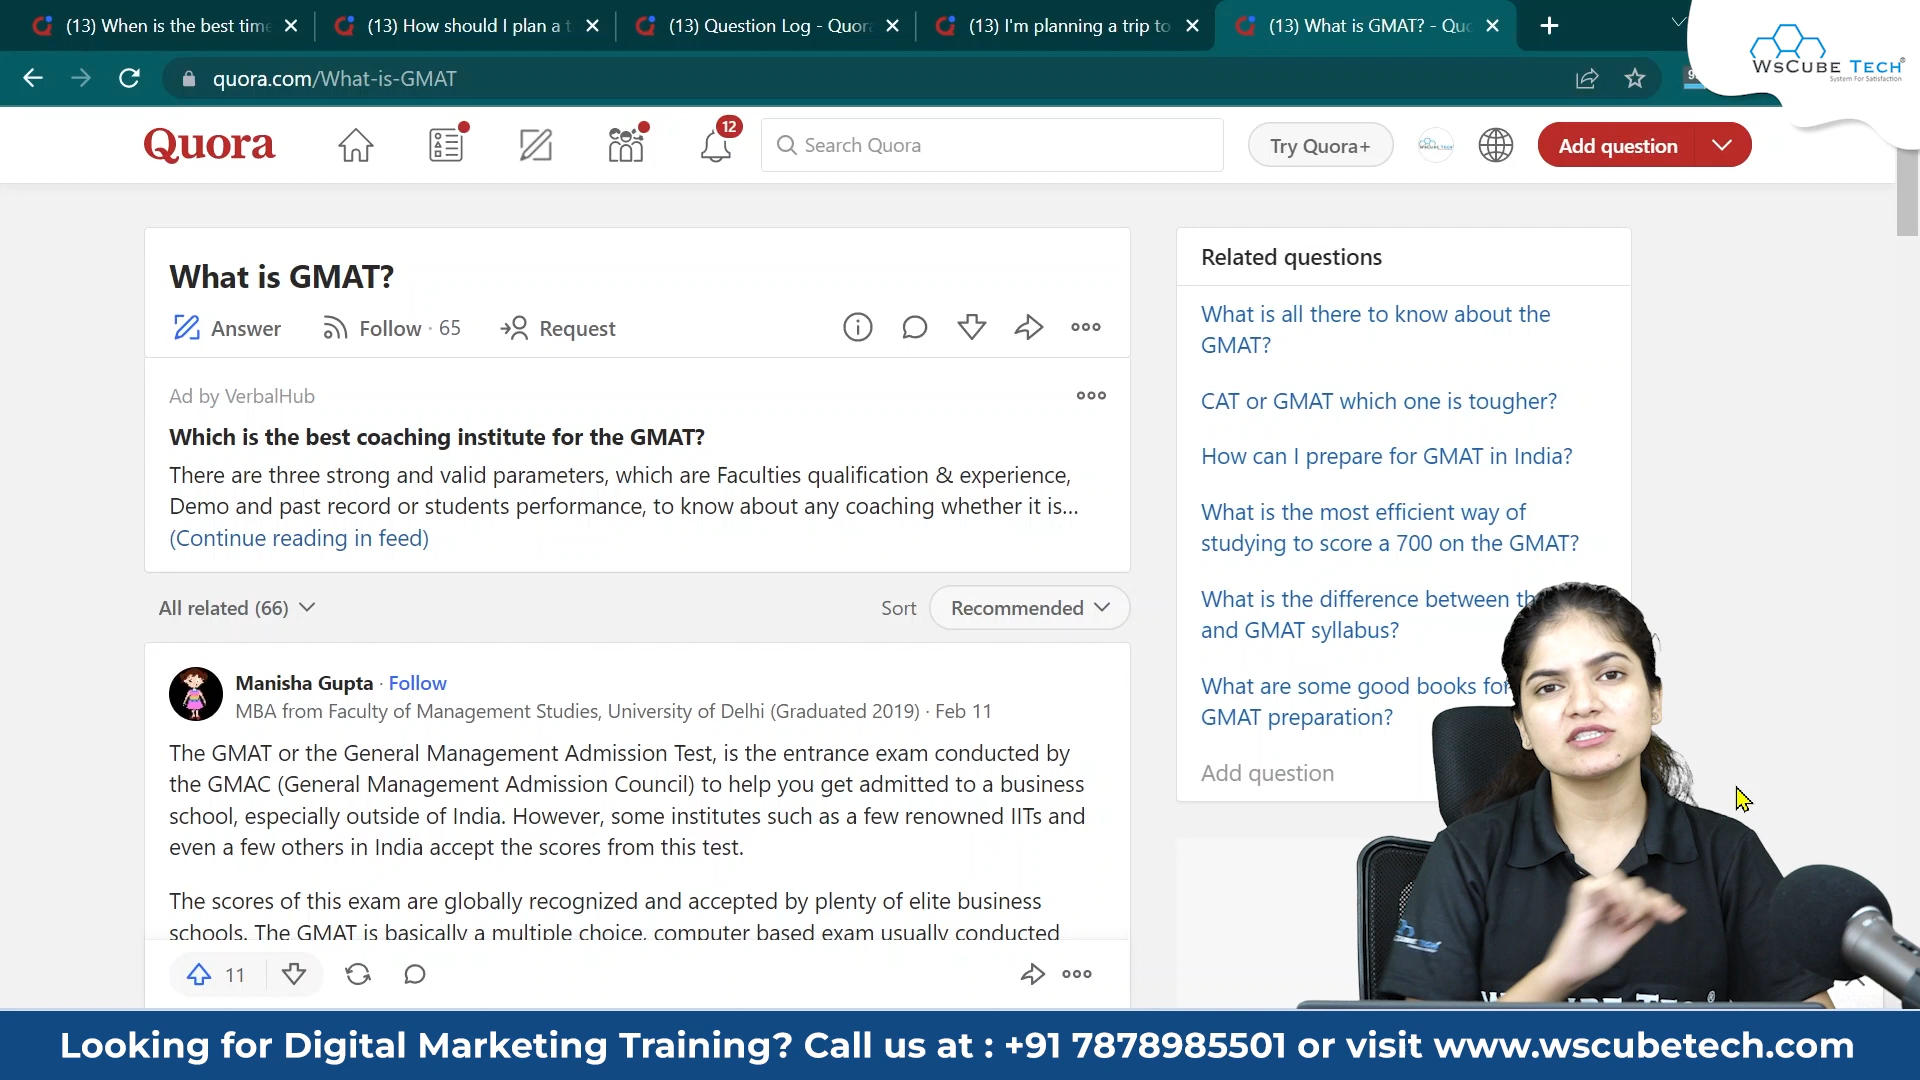 (13) When is the best time
(13) How should I plan a t
(13) Question Log - Quor
(13) I'm planning a trip to
(13) What is GMAT? - Quo
WsCube Tech
System For Satisfaction
quora.com/What-is-GMAT
Quora
12
Search Quora
Try Quora+
Add question
What is GMAT?
Answer
Follow · 65
Request
Ad by VerbalHub
Which is the best coaching institute for the GMAT?
There are three strong and valid parameters, which are Faculties qualification & experience,
Demo and past record or students performance, to know about any coaching whether it is...
(Continue reading in feed)
All related (66)
Sort
Recommended
Manisha Gupta · Follow
MBA from Faculty of Management Studies, University of Delhi (Graduated 2019) · Feb 11
The GMAT or the General Management Admission Test, is the entrance exam conducted by
the GMAC (General Management Admission Council) to help you get admitted to a business
school, especially outside of India. However, some institutes such as a few renowned IITs and
even a few others in India accept the scores from this test.
The scores of this exam are globally recognized and accepted by plenty of elite business
schools. The GMAT is basically a multiple choice, computer based exam usually conducted
11
Related questions
What is all there to know about the
GMAT?
CAT or GMAT which one is tougher?
How can I prepare for GMAT in India?
What is the most efficient way of
studying to score a 700 on the GMAT?
What is the difference between th
and GMAT syllabus?
What are some good books for
GMAT preparation?
Add question
Looking for Digital Marketing Training? Call us at : +91 7878985501 or visit www.wscubetech.com